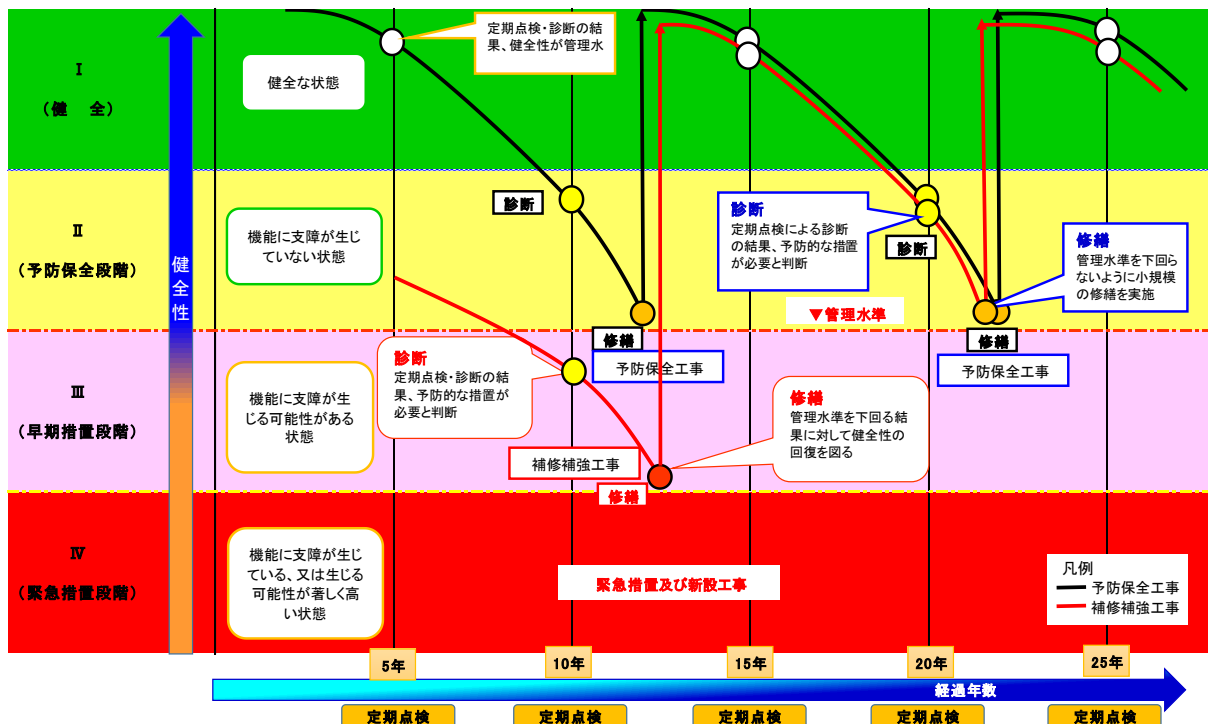 Ⅰ
（健　全）
健全な状態
定期点検・診断の結
果、健全性が管理水
Ⅱ
（予防保全段階）
機能に支障が生じ
ていない状態
診断
診断
定期点検による診断
の結果、予防的な措置
が必要と判断
診断
修繕
管理水準を下回ら
ないように小規模
の修繕を実施
▼管理水準
健全性
修繕
予防保全工事
修繕
予防保全工事
Ⅲ
（早期措置段階）
機能に支障が生
じる可能性がある
状態
診断
定期点検・診断の結
果、予防的な措置が
必要と判断
修繕
管理水準を下回る結
果に対して健全性の
回復を図る
補修補強工事
修繕
Ⅳ
（緊急措置段階）
機能に支障が生じ
ている、又は生じる
可能性が著しく高
い状態
緊急措置及び新設工事
凡例
予防保全工事
補修補強工事
5年
10年
15年
20年
25年
経過年数
定期点検
定期点検
定期点検
定期点検
定期点検